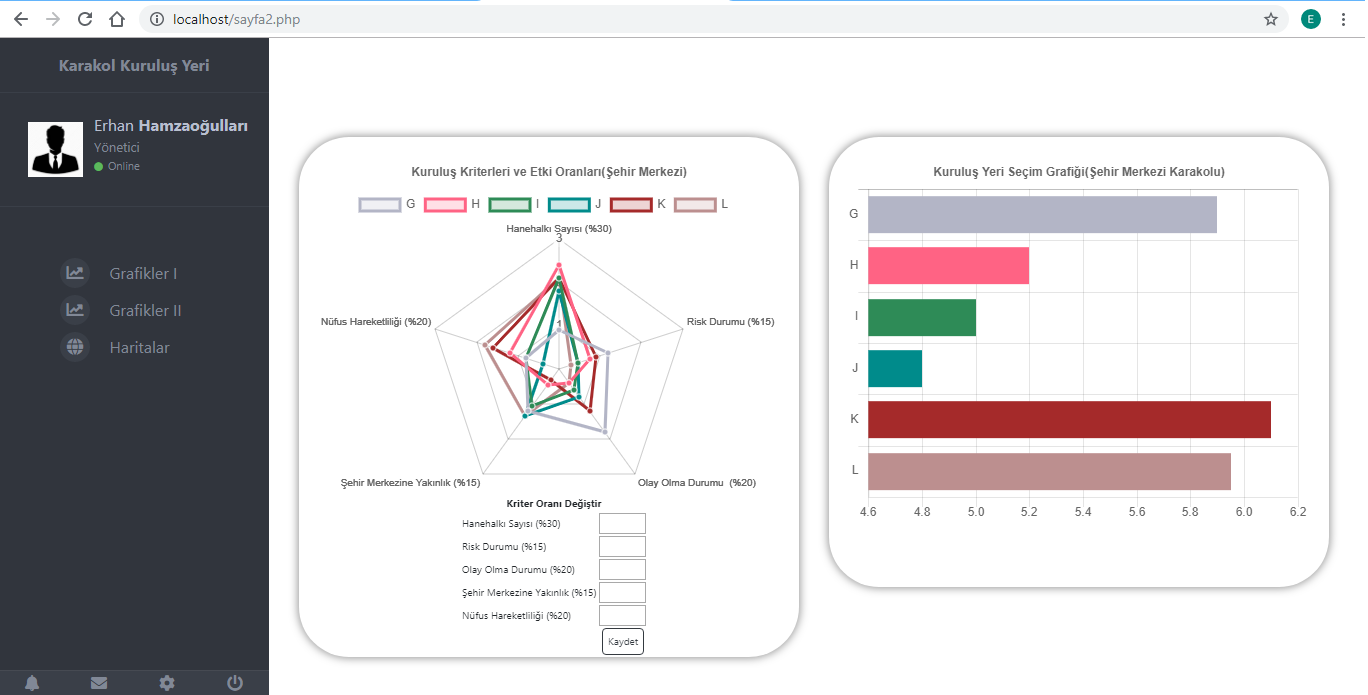 localhost/sayfa2.php
E
Karakol Kuruluş Yeri
Erhan Hamzaoğulları
Yönetici
Online
Grafikler I
Grafikler II
Haritalar
Kuruluş Kriterleri ve Etki Oranları(Şehir Merkezi)
G H I J K L
Hanehalkı Sayısı (%30)
3
1
Nüfus Hareketliliği (%20)
Risk Durumu (%15)
Şehir Merkezine Yakınlık (%15)
Olay Olma Durumu (%20)
Kriter Oranı Değiştir
Hanehalkı Sayısı (%30)
Risk Durumu (%15)
Olay Olma Durumu (%20)
Şehir Merkezine Yakınlık (%15)
Nüfus Hareketliliği (%20)
Kaydet
Kuruluş Yeri Seçim Grafiği(Şehir Merkezi Karakolu)
G
H
I
J
K
L
4.6 4.8 5.0 5.2 5.4 5.6 5.8 6.0 6.2